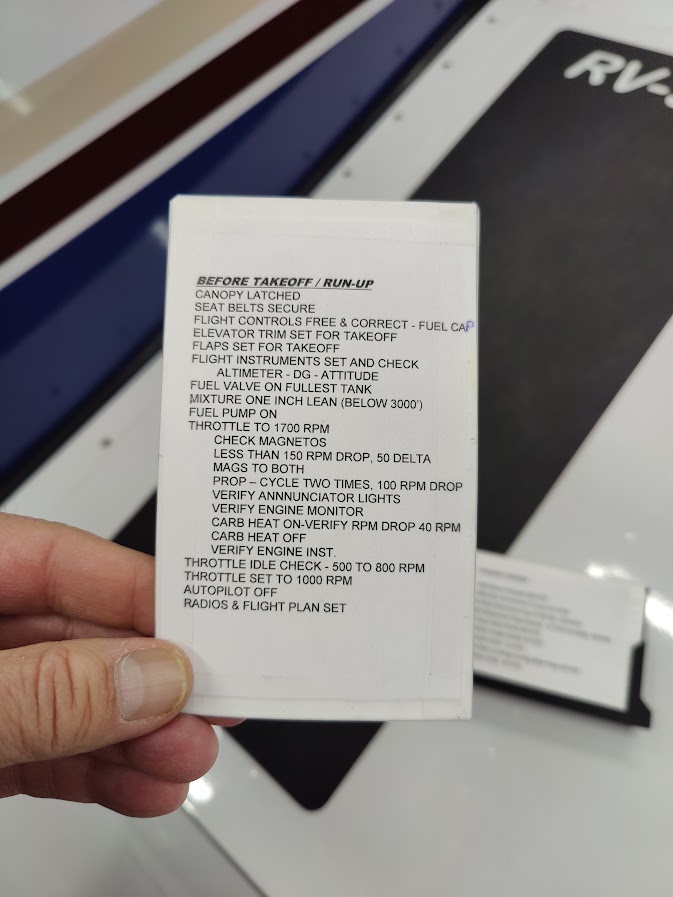 RV-
BEFORE TAKEOFF / RUN-UP
CANOPY LATCHED
SEAT BELTS SECURE
FLIGHT CONTROLS FREE & CORRECT - FUEL CAP
ELEVATOR TRIM SET FOR TAKEOFF
FLAPS SET FOR TAKEOFF
FLIGHT INSTRUMENTS SET AND CHECK
ALTIMETER - DG - ATTITUDE
FUEL VALVE ON FULLEST TANK
MIXTURE ONE INCH LEAN (BELOW 3000')
FUEL PUMP ON
THROTTLE TO 1700 RPM
CHECK MAGNETOS
LESS THAN 150 RPM DROP, 50 DELTA
MAGS TO BOTH
PROP – CYCLE TWO TIMES, 100 RPM DROP
VERIFY ANNNUNCIATOR LIGHTS
VERIFY ENGINE MONITOR
CARB HEAT ON-VERIFY RPM DROP 40 RPM
CARB HEAT OFF
VERIFY ENGINE INST.
THROTTLE IDLE CHECK - 500 TO 800 RPM
THROTTLE SET TO 1000 RPM
AUTOPILOT OFF
RADIOS & FLIGHT PLAN SET